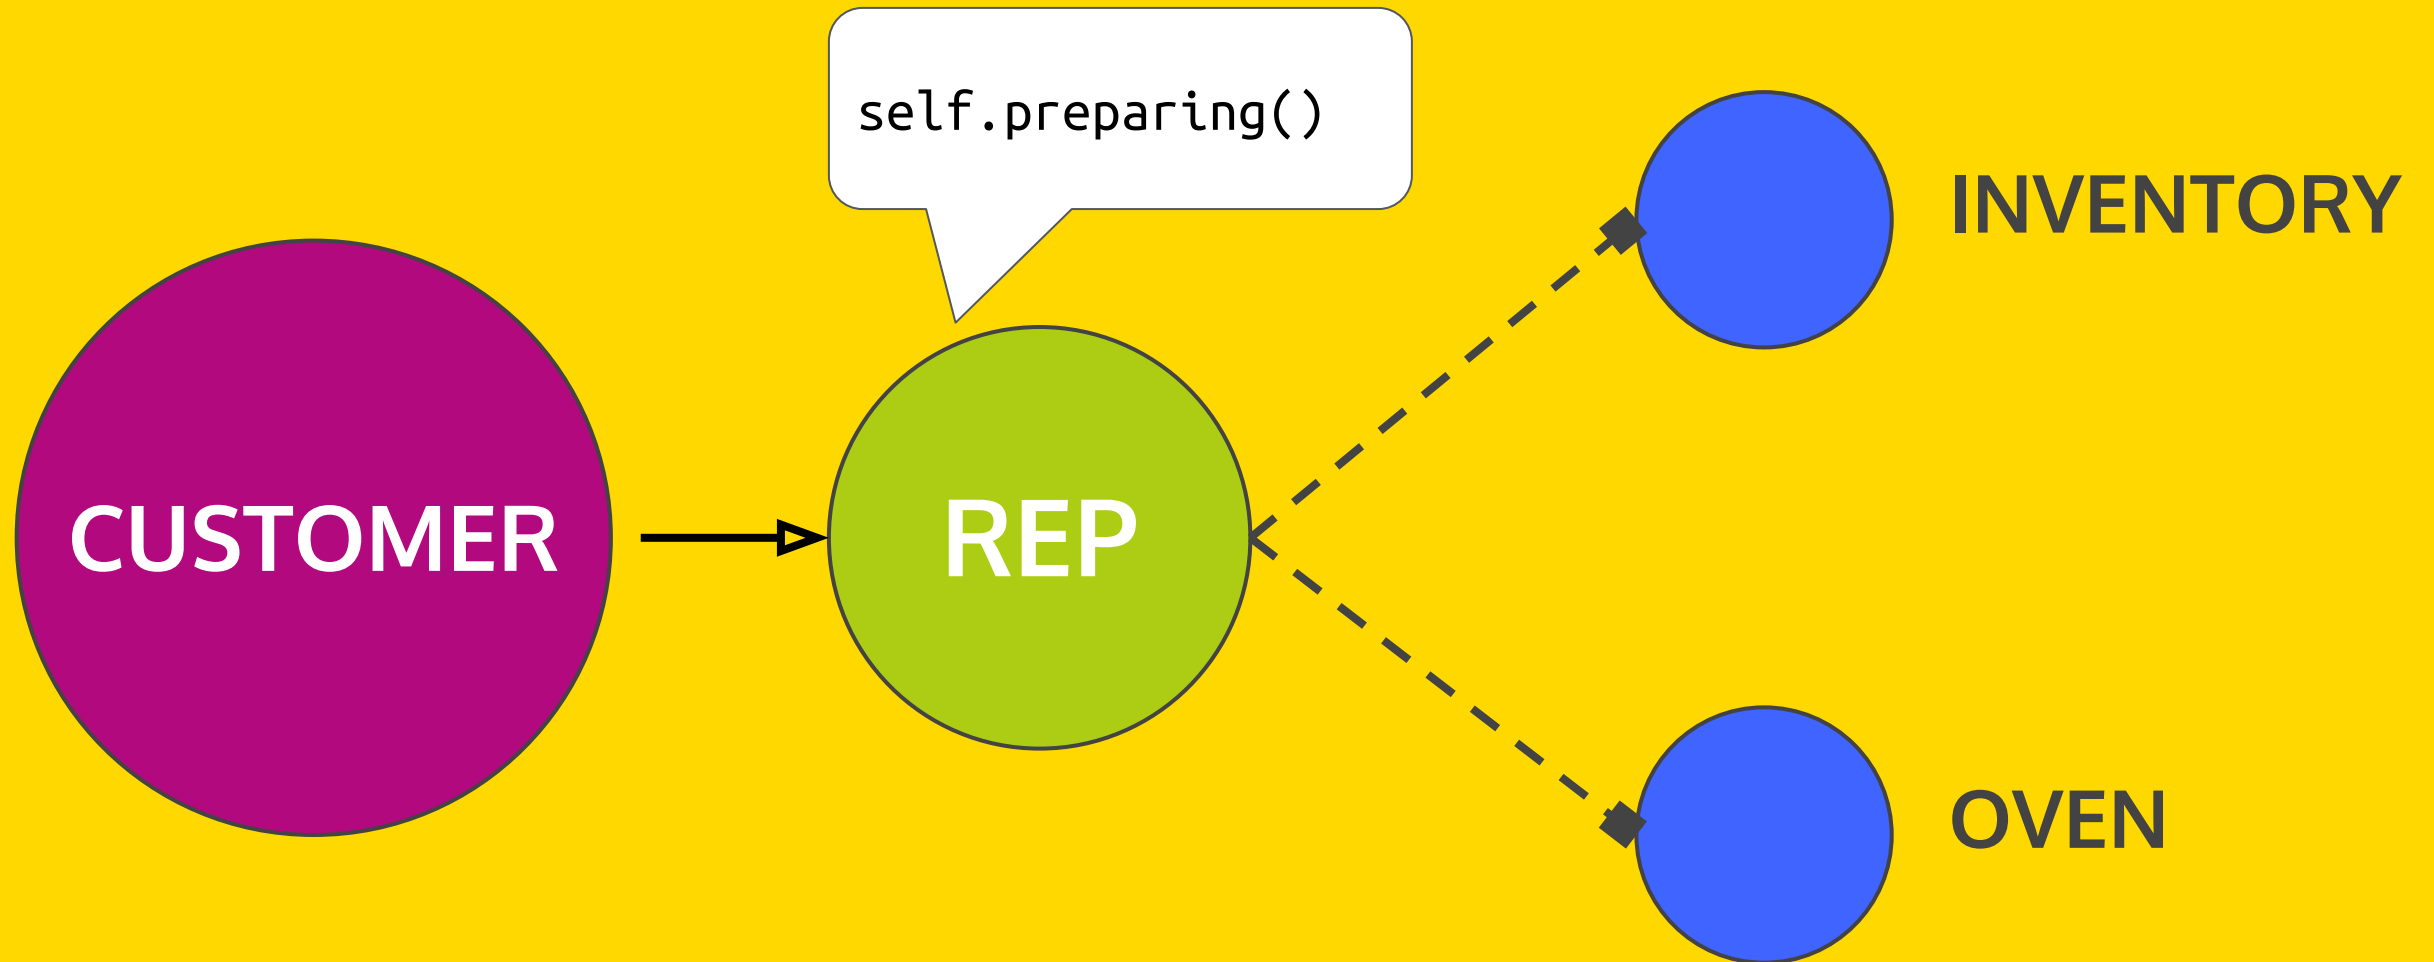 self.preparing()
INVENTORY
CUSTOMER
REP
OVEN